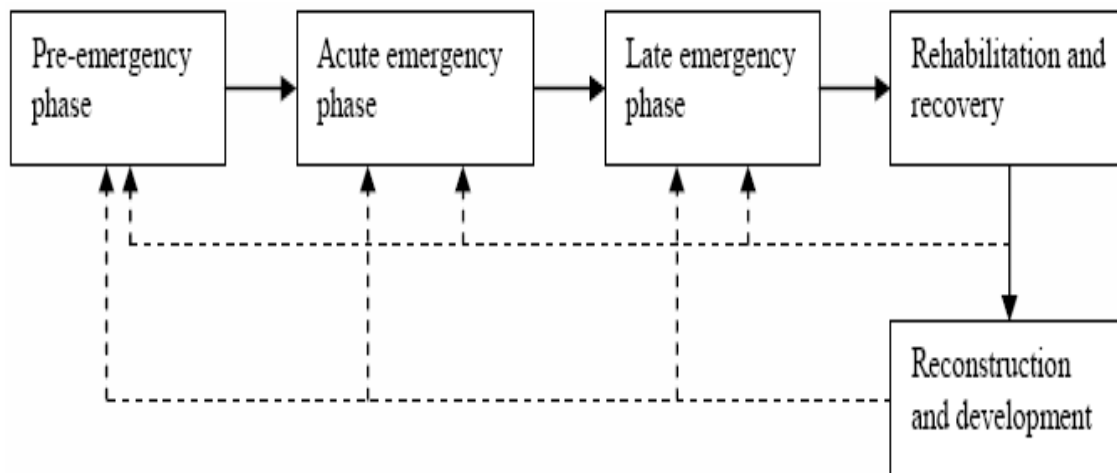 Pre-emergency
phase
Acute emergency
phase
Late emergency
phase
Rehabilitation and
recovery
Reconstruction
and development